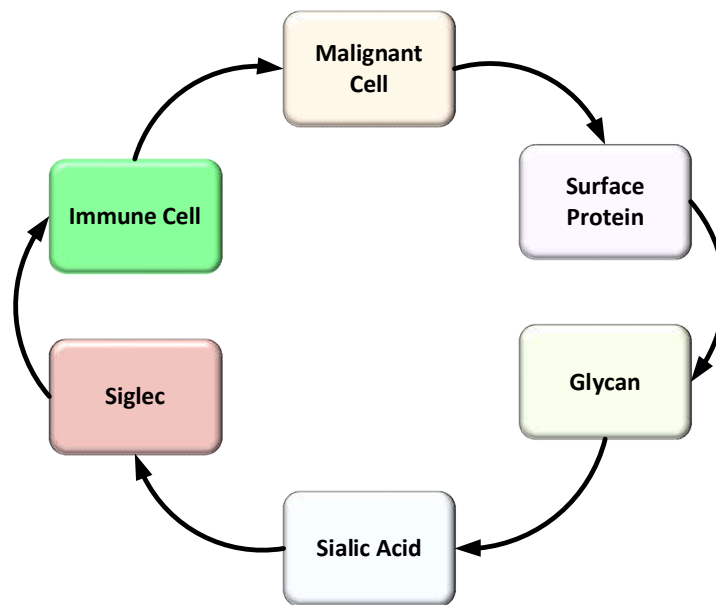 Malignant
Cell
Surface
Protein
Glycan
Sialic Acid
Siglec
Immune Cell